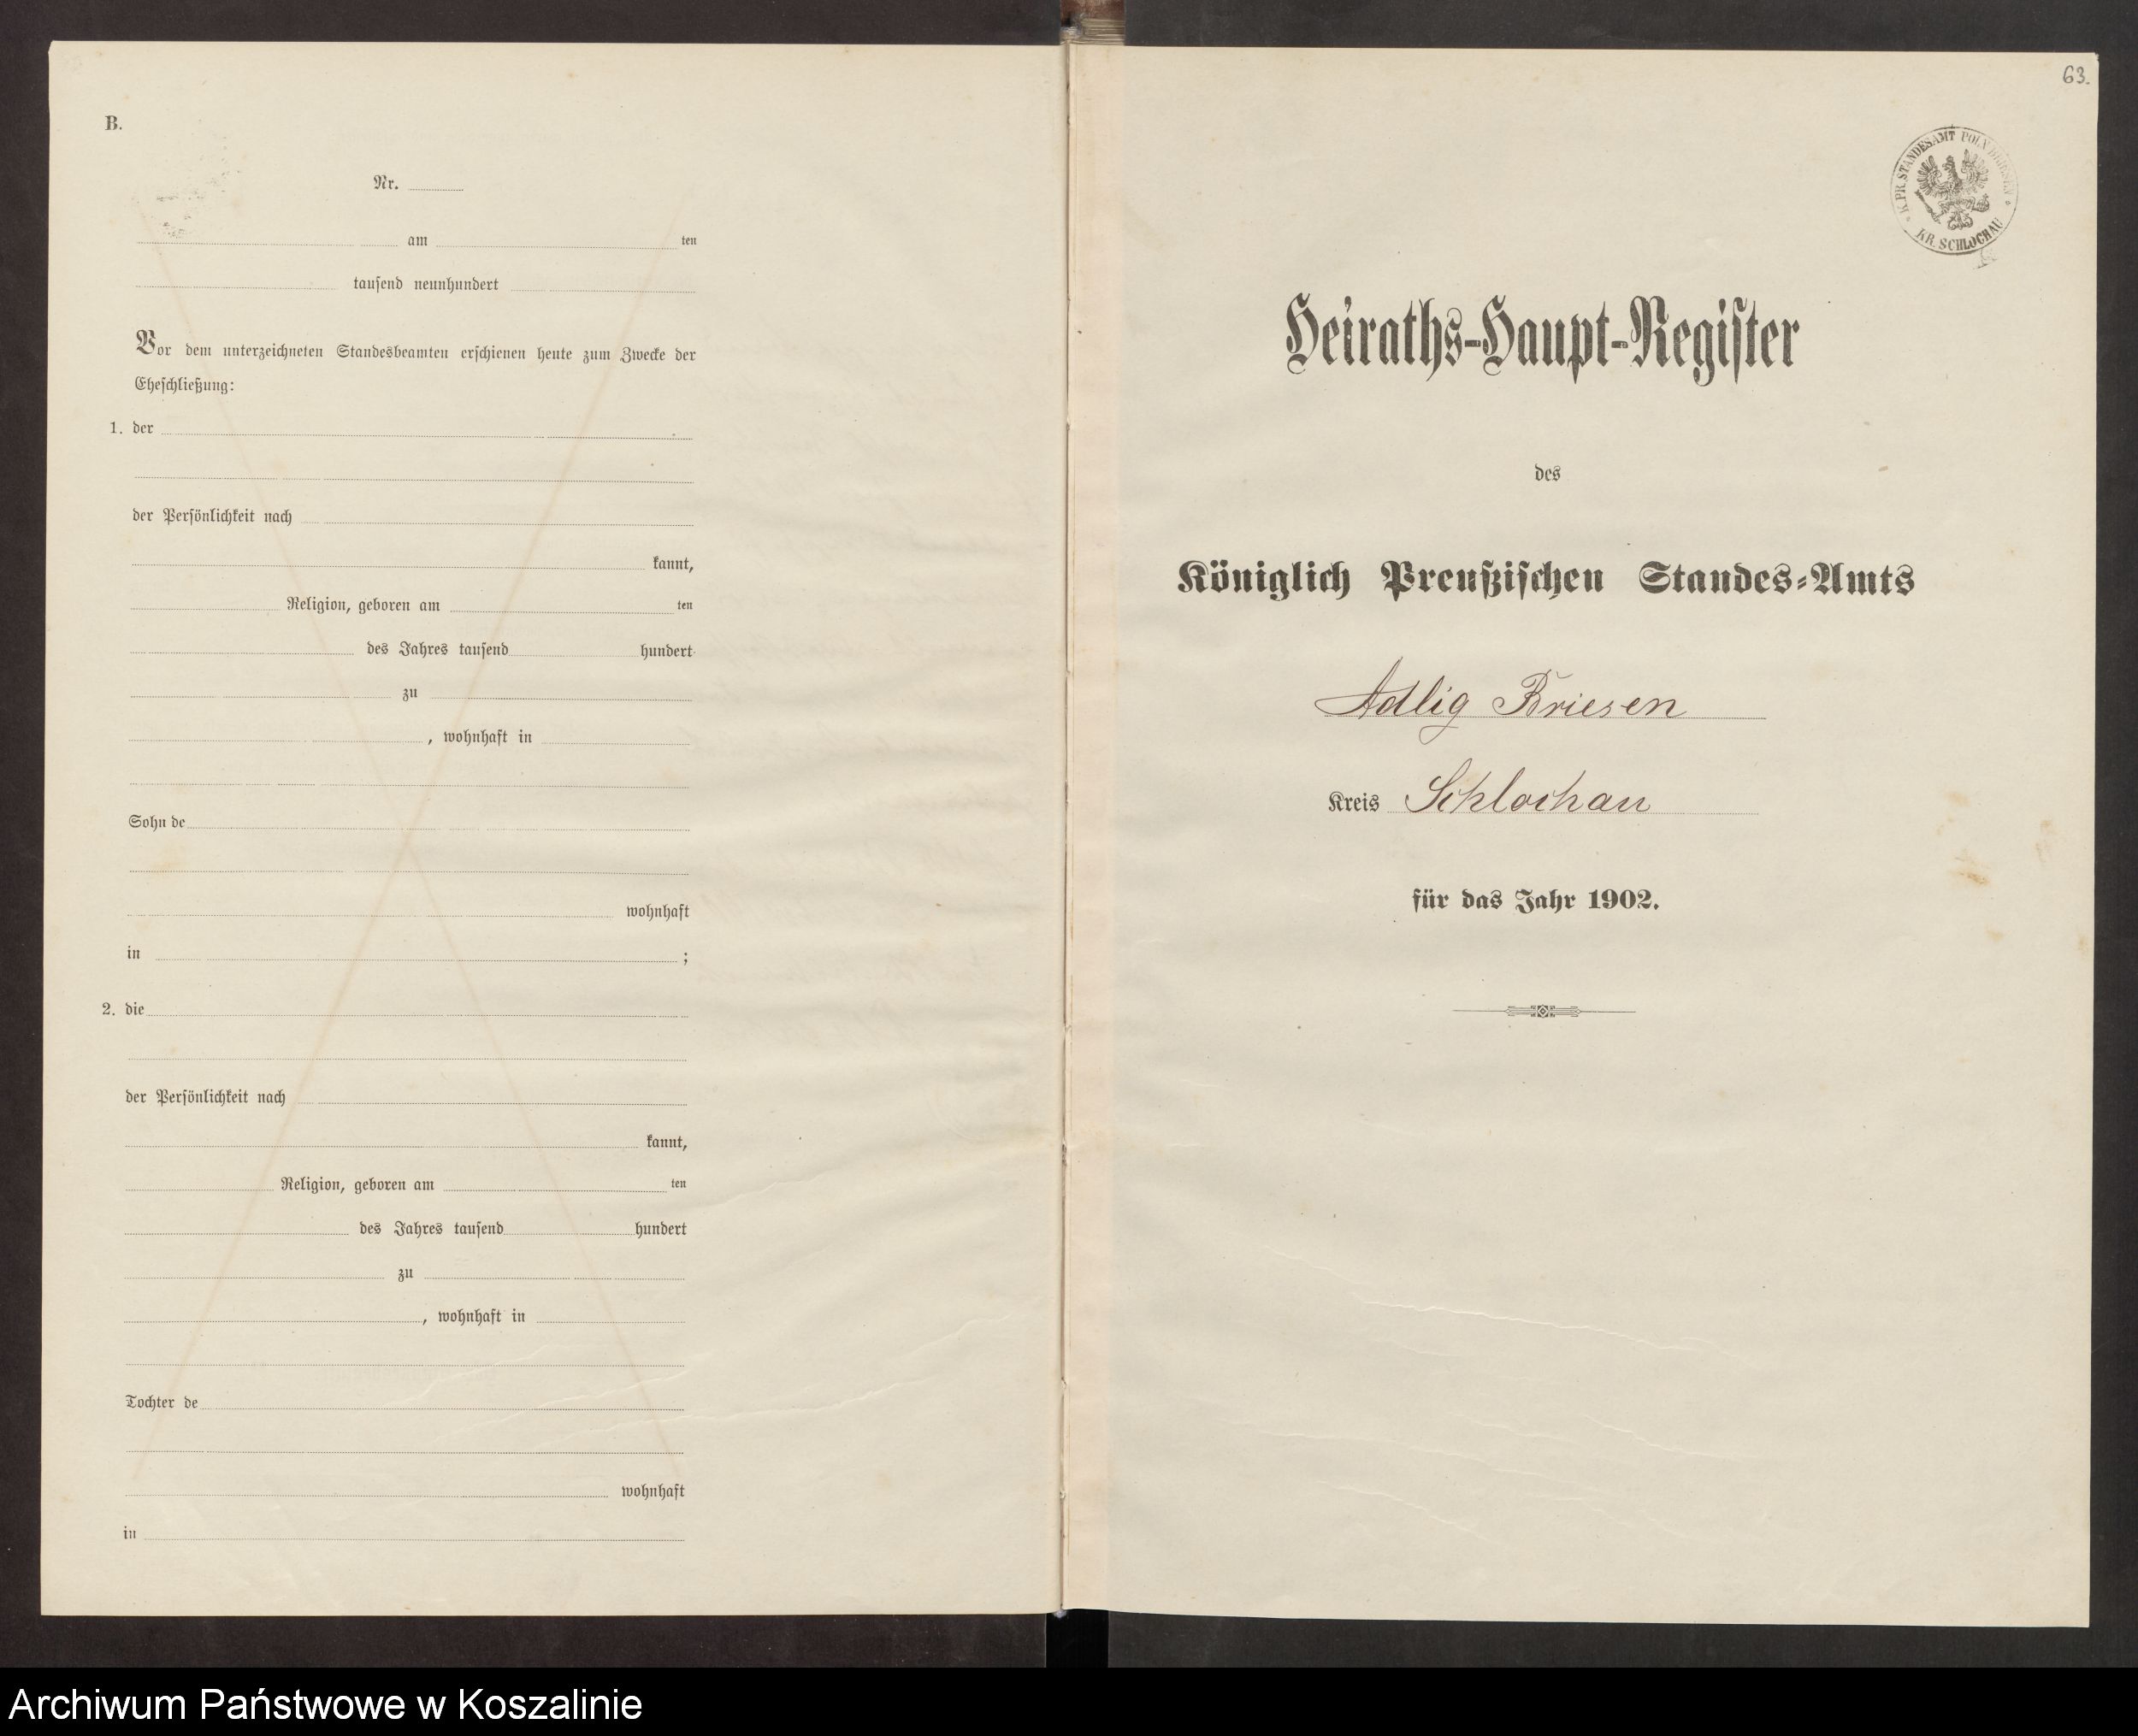 B.
Nr.
am ten
tausend neunhundert
Vor dem unterzeichneten Standesbeamten erschienen heute zum Zwecke der
Eheschließung:
1. der
der Persönlichkeit nach
kannt,
Religion, geboren am ten
des Jahres tausend hundert
zu
, wohnhaft in
Sohn de
wohnhaft
in ;
2. die
der Persönlichkeit nach
kannt,
Religion, geboren am ten
des Jahres tausend hundert
zu
, wohnhaft in
Tochter de
wohnhaft
in
63.
K. PR. STANDESAMT POLN BRIESEN
KR. SCHLOCHAU
Heiraths-Haupt-Register
des
Königlich Preußischen Standes-Amts
Adlig Briesen
Kreis Schlochau
für das Jahr 1902.
Archiwum Państwowe w Koszalinie